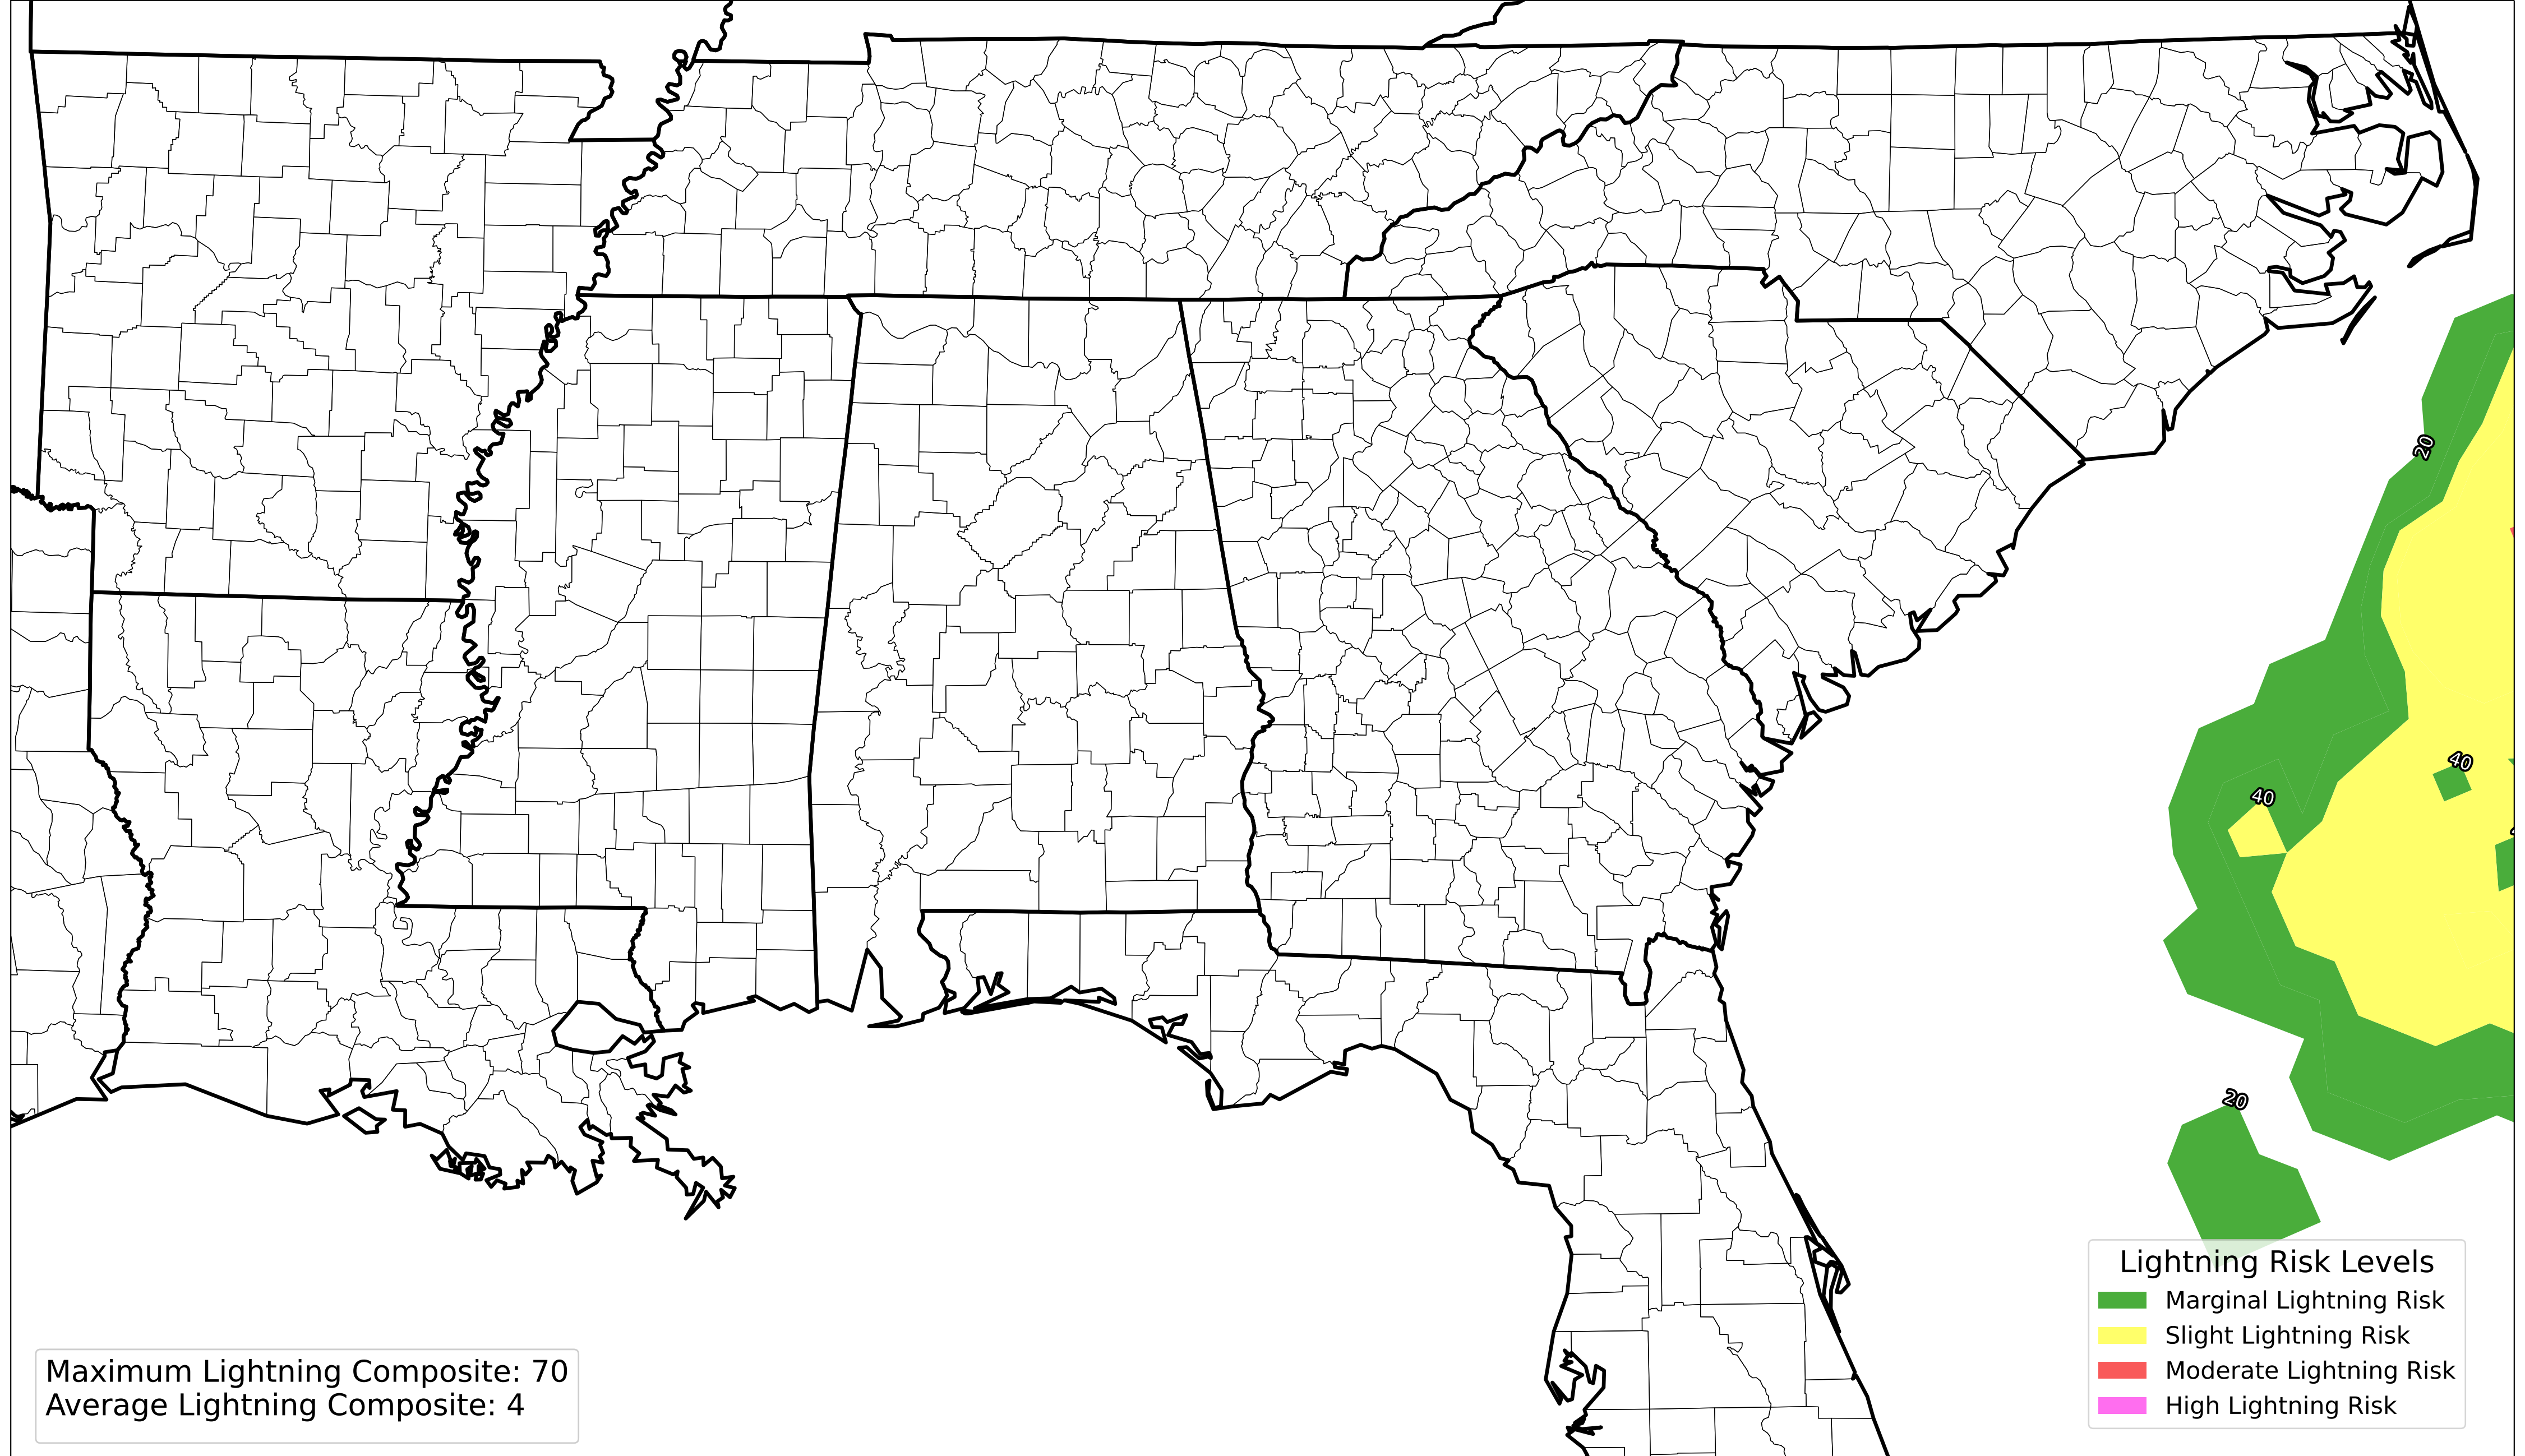 20
40
40
20
Lightning Risk Levels
Marginal Lightning Risk
Slight Lightning Risk
Moderate Lightning Risk
High Lightning Risk
Maximum Lightning Composite: 70
Average Lightning Composite: 4